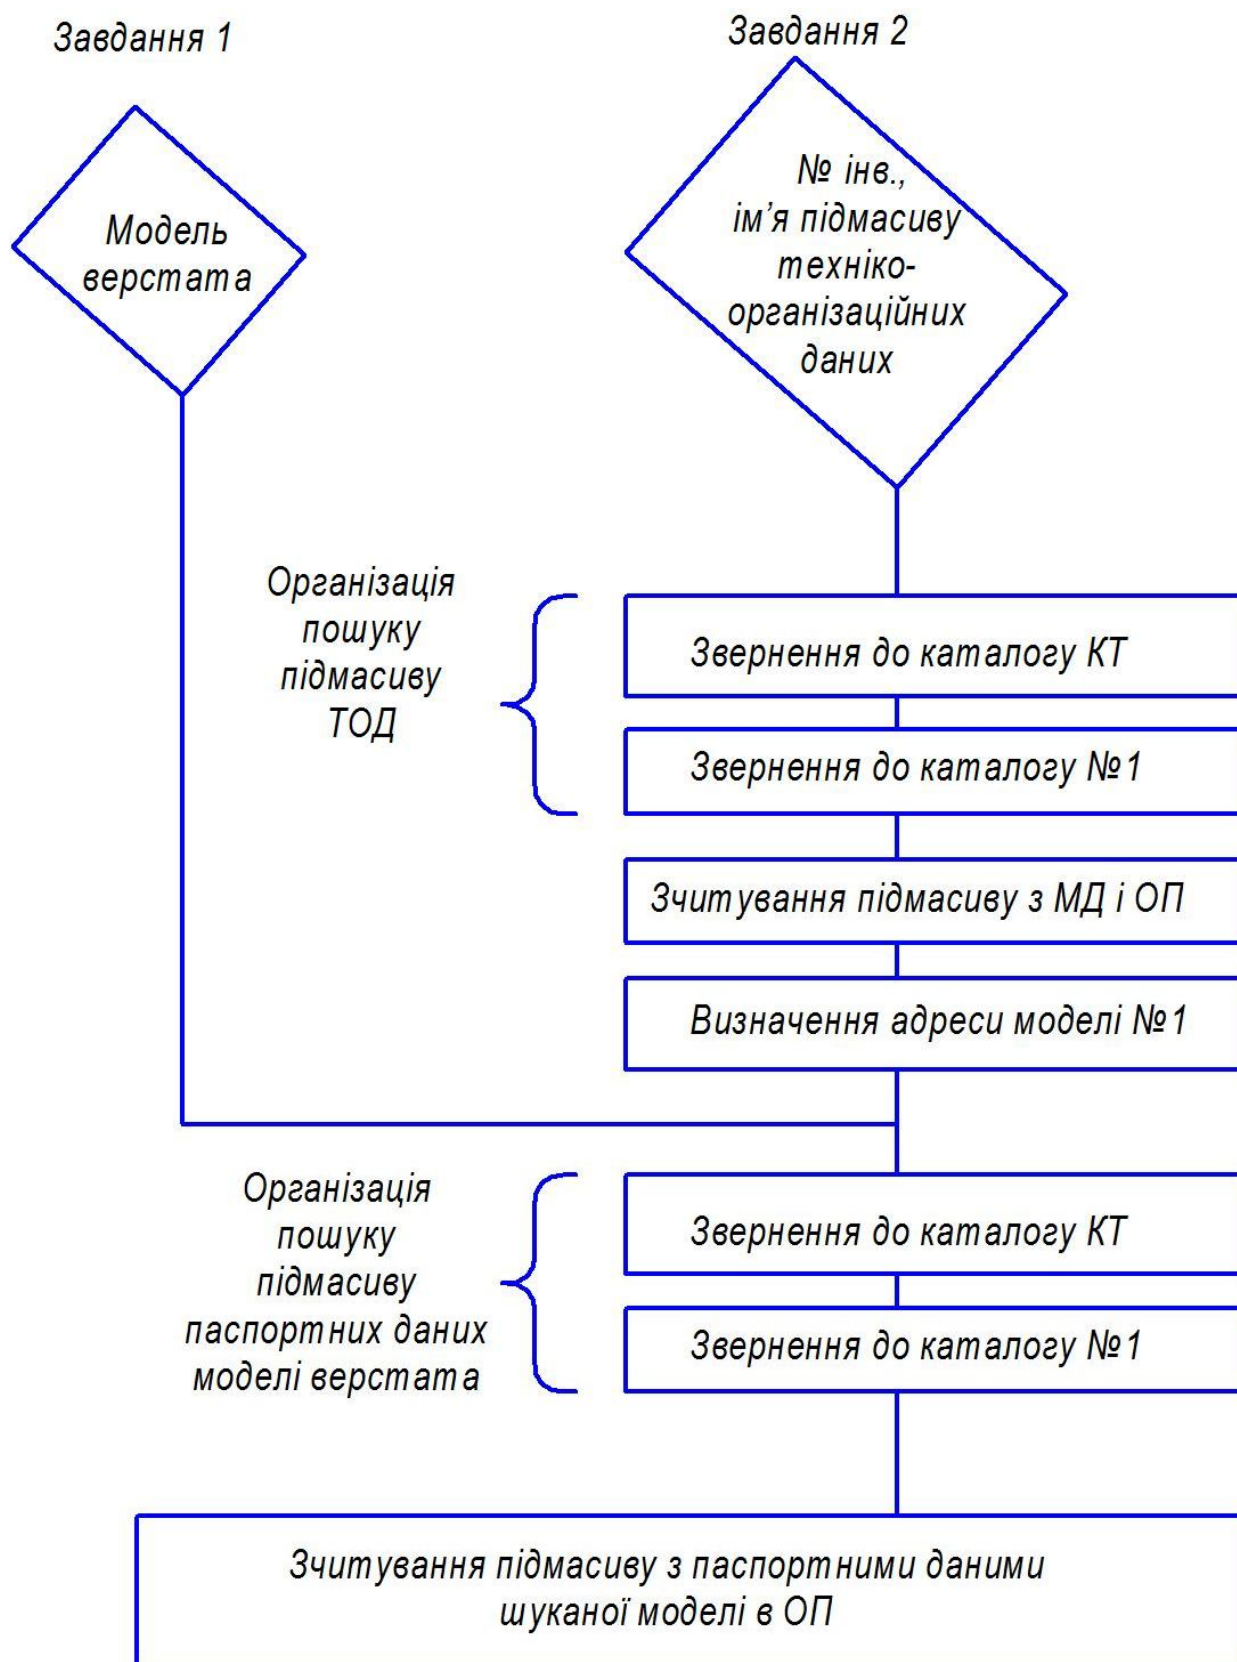 Завдання 1
Завдання 2
Модель
верстата
№ інв.,
ім’я підмасиву
техніко-
організаційних
даних
Організація
пошуку
підмасиву
ТОД
Звернення до каталогу КТ
Звернення до каталогу №1
Зчитування підмасиву з МД і ОП
Визначення адреси моделі №1
Організація
пошуку
підмасиву
паспортних даних
моделі верстата
Звернення до каталогу КТ
Звернення до каталогу №1
Зчитування підмасиву з паспортними даними
шуканої моделі в ОП